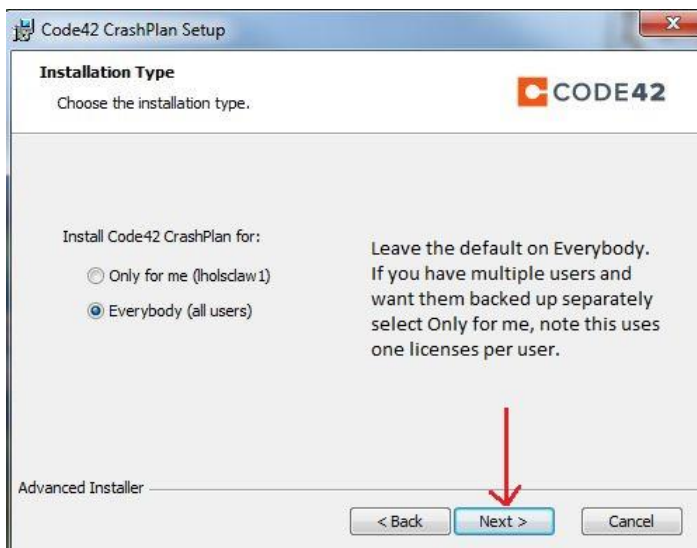 Code42 CrashPlan Setup
Installation Type
Choose the installation type.
CODE42
Install Code42 CrashPlan for:
Only for me (lholsclaw1)
Everybody (all users)
Leave the default on Everybody.
If you have multiple users and
want them backed up separately
select Only for me, note this uses
one licenses per user.
Advanced Installer
< Back
Next >
Cancel